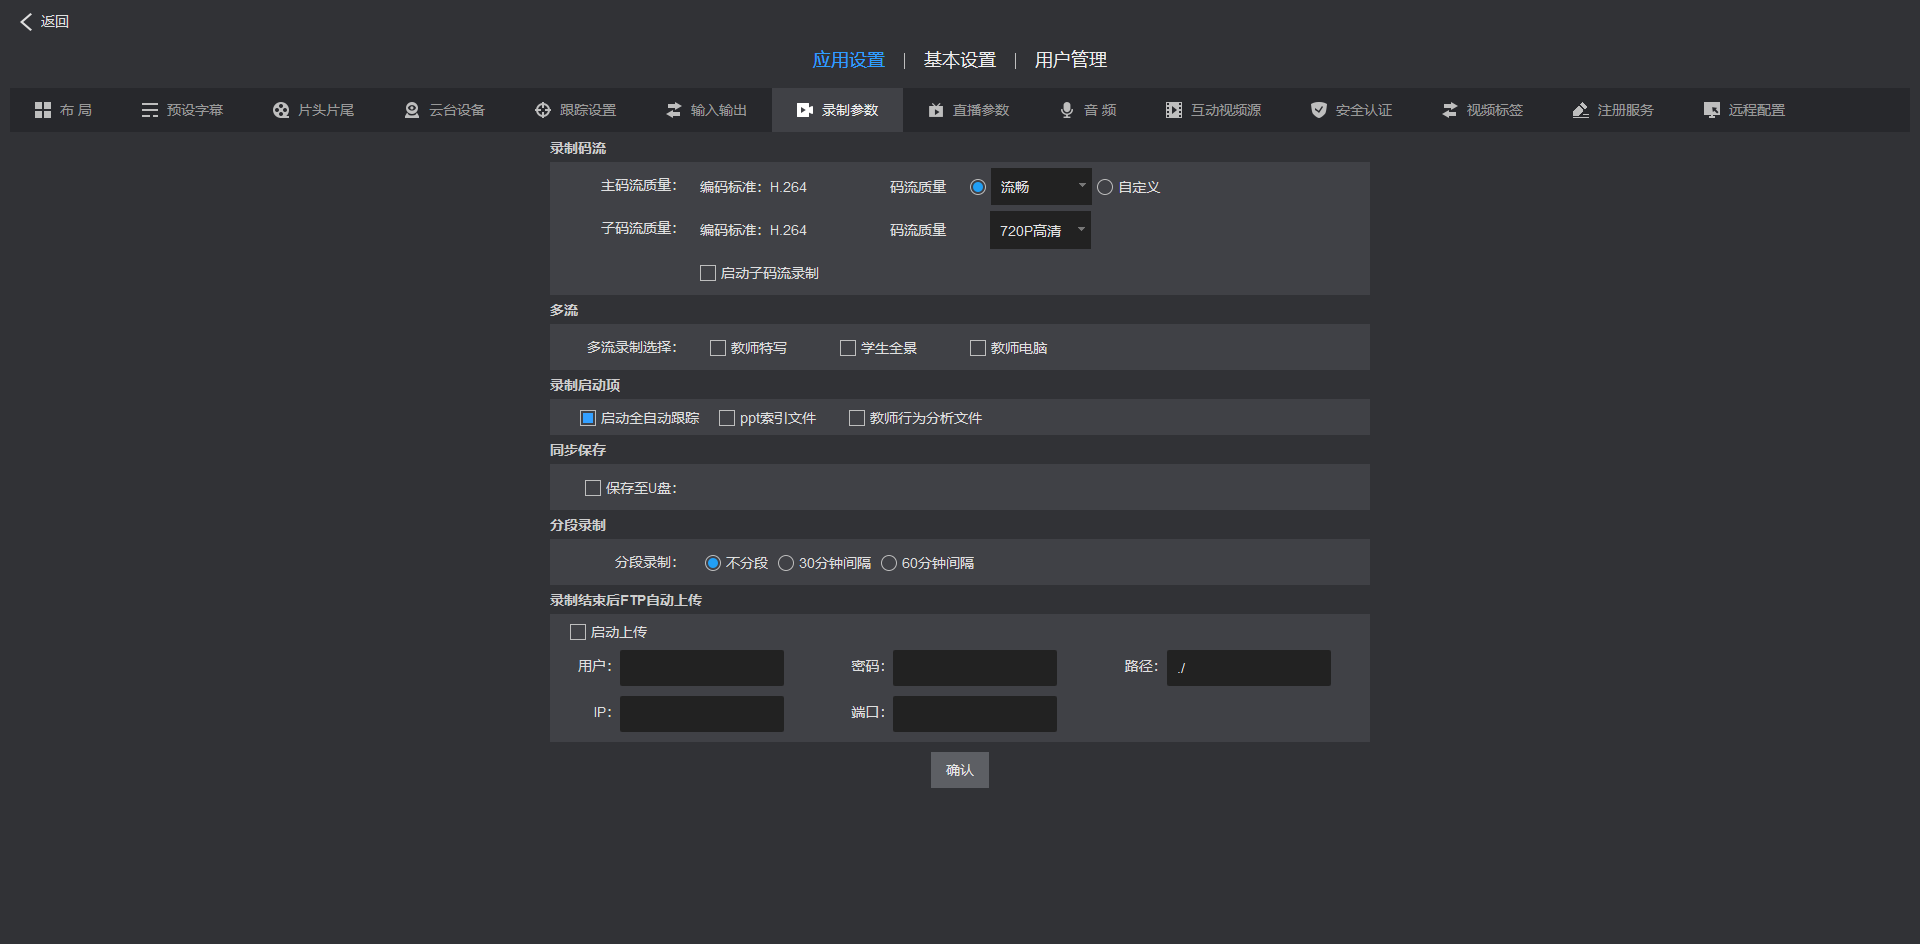 返回
应用设置 | 基本设置 | 用户管理
布 局 预设字幕 片头片尾 云台设备 跟踪设置 输入输出 录制参数 直播参数 音 频 互动视频源 安全认证 视频标签 注册服务 远程配置
录制码流
主码流质量： 编码标准：H.264 码流质量 流畅 自定义
子码流质量： 编码标准：H.264 码流质量 720P高清
启动子码流录制
多流
多流录制选择： 教师特写 学生全景 教师电脑
录制启动项
启动全自动跟踪 ppt索引文件 教师行为分析文件
同步保存
保存至U盘：
分段录制
分段录制： 不分段 30分钟间隔 60分钟间隔
录制结束后FTP自动上传
启动上传
用户： 密码： 路径： ./
IP： 端口：
确认